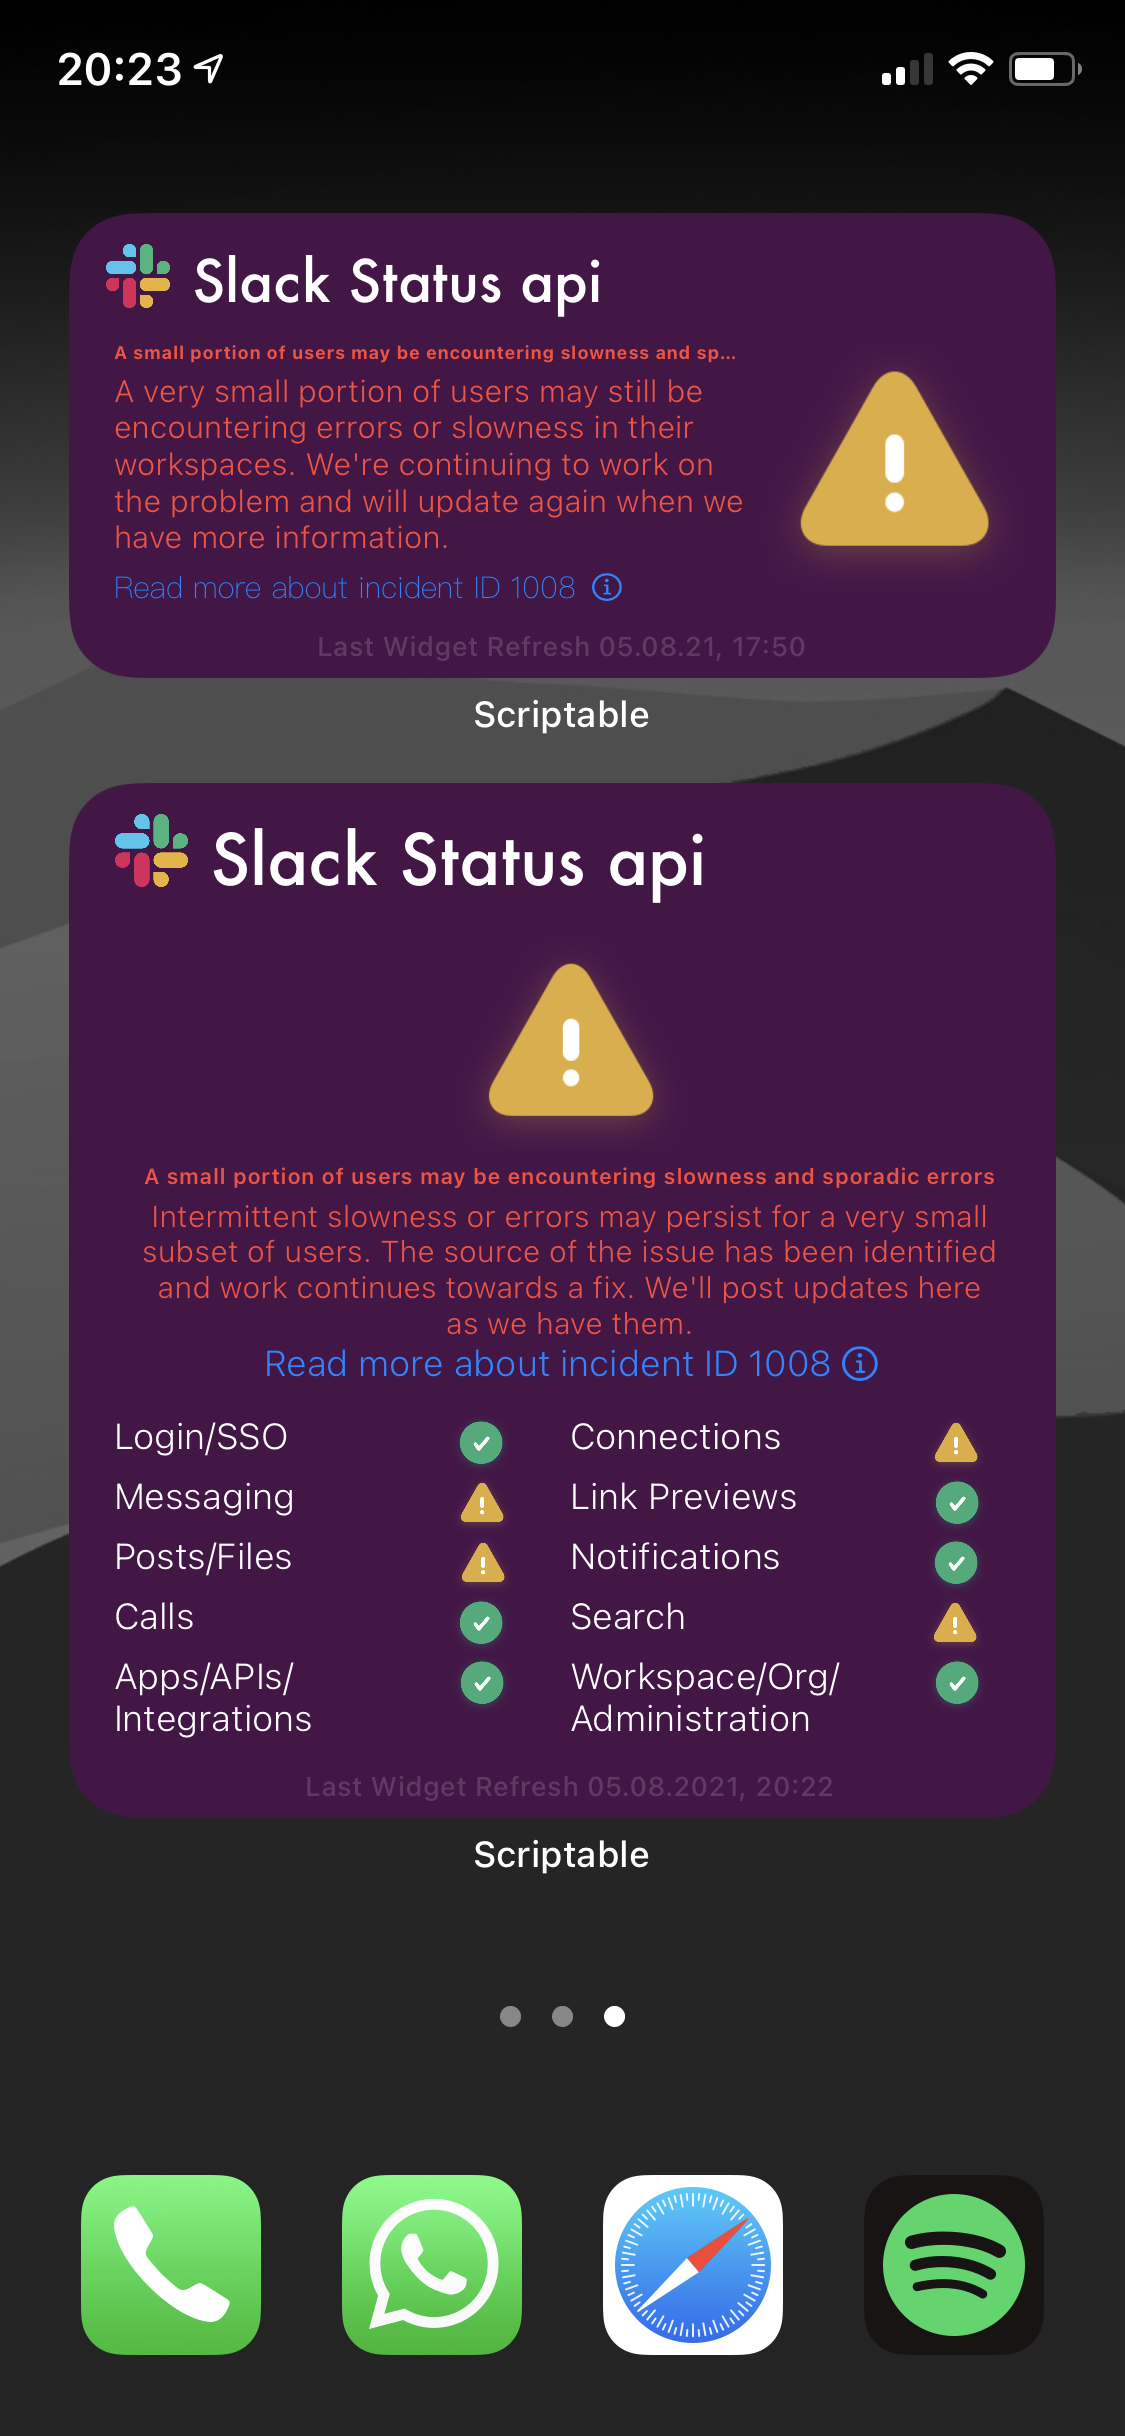 20:23
Slack Status api
A small portion of users may be encountering slowness and sp...
A very small portion of users may still be
encountering errors or slowness in their
workspaces. We're continuing to work on
the problem and will update again when we
have more information.
Read more about incident ID 1008
Last Widget Refresh 05.08.21, 17:50
Scriptable
Slack Status api
A small portion of users may be encountering slowness and sporadic errors
Intermittent slowness or errors may persist for a very small
subset of users. The source of the issue has been identified
and work continues towards a fix. We'll post updates here
as we have them.
Read more about incident ID 1008
Login/SSO
Connections
Messaging
Link Previews
Posts/Files
Notifications
Calls
Search
Apps/APIs/
Integrations
Workspace/Org/
Administration
Last Widget Refresh 05.08.2021, 20:22
Scriptable